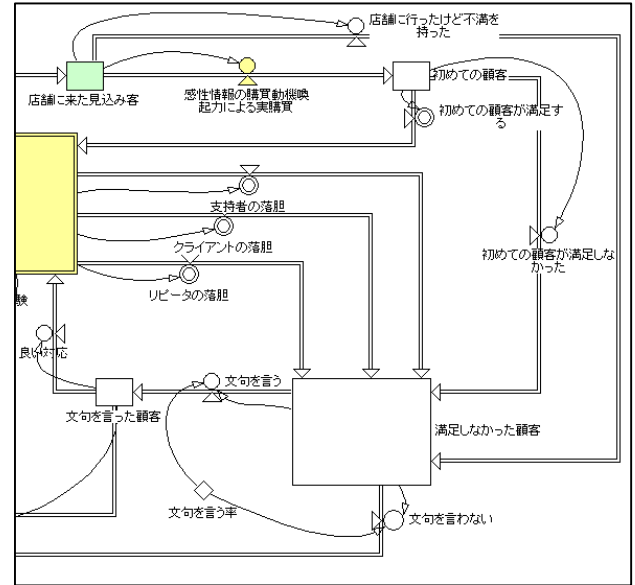 店舗に行ったけど不満を
持った
店舗に来た見込み客
感性情報の購買動機喚
起力による実購買
初めての顧客
初めての顧客が満足す
る
支持者の落胆
クライアントの落胆
初めての顧客が満足しな
かった
リピータの落胆
験
良い対応
文句を言う
文句を言った顧客
満足しなかった顧客
文句を言う率
文句を言わない